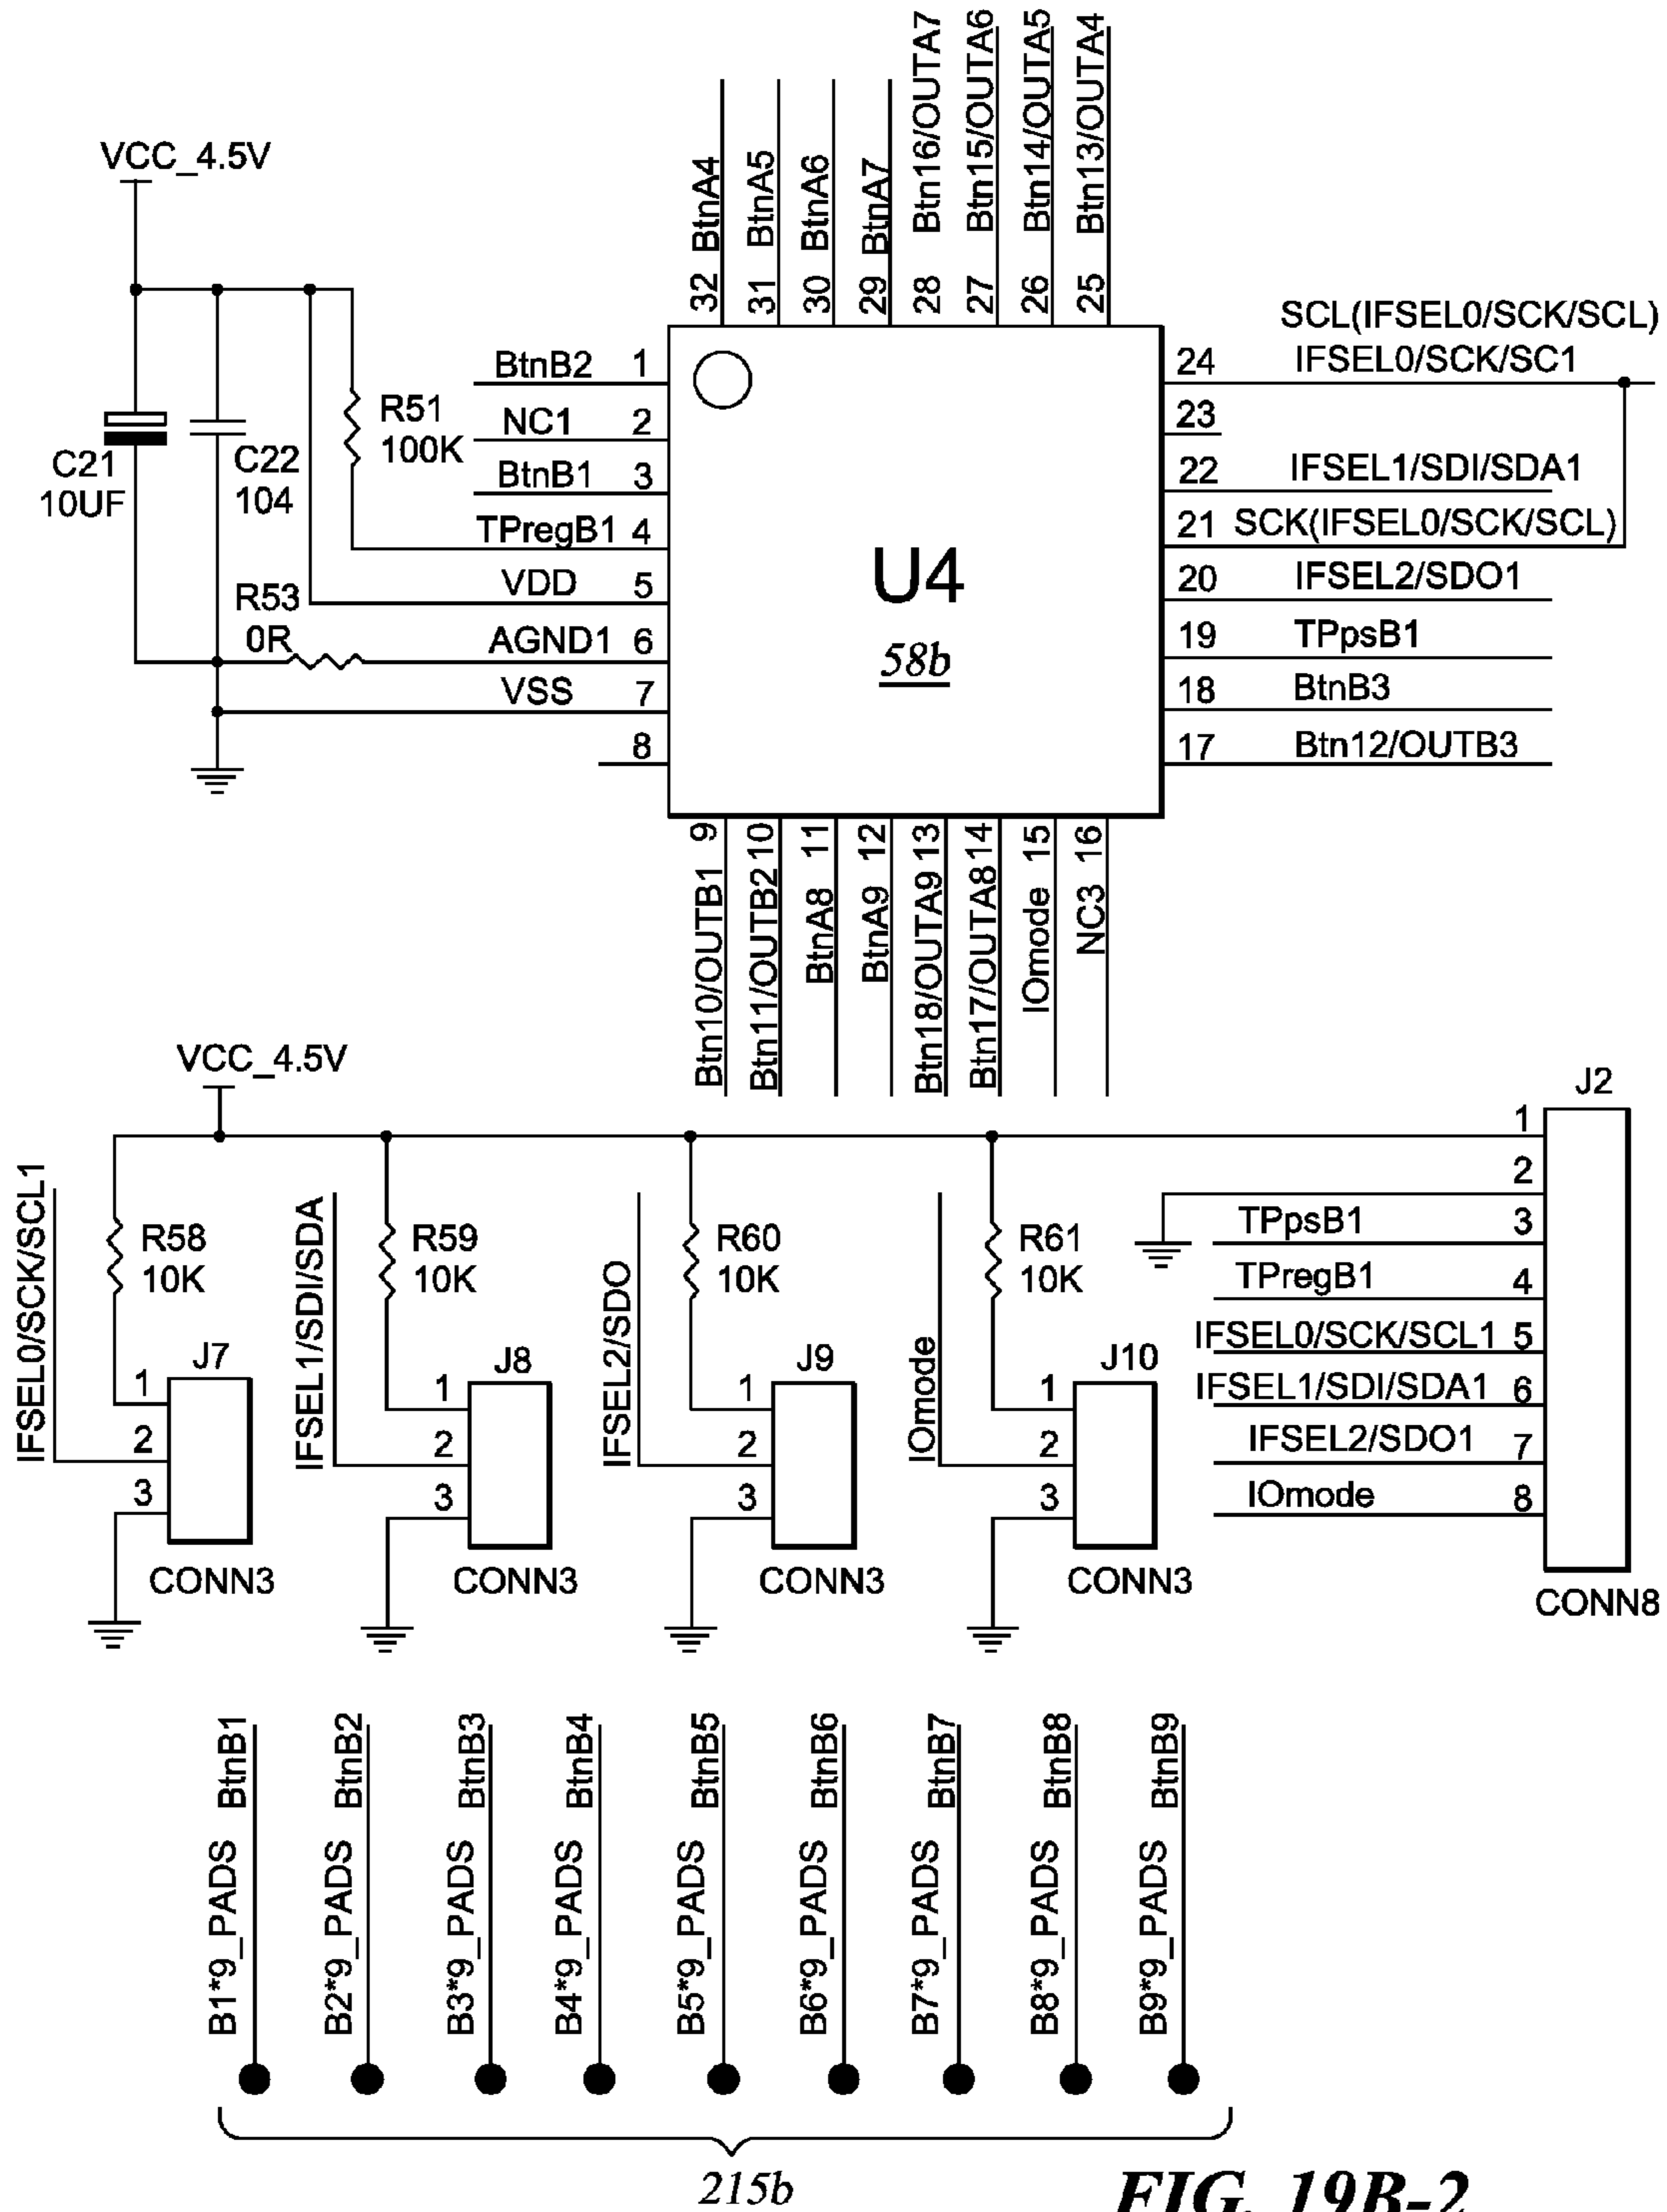 Btn16/OUTA7
Btn15/OUTA6
Btn14/OUTA5
Btn13/OUTA4
BtnA4
BtnA5
BtnA6
BtnA7
32
31
30
29
28
27
26
25
VCC_4.5V
C21
10UF
C22
104
R51
100K
R53
0R
BtnB2 1
NC1 2
BtnB1 3
TPregB1 4
VDD 5
AGND1 6
VSS 7
8
U4
58b
SCL(IFSEL0/SCK/SCL)
24 IFSEL0/SCK/SC1
23
22 IFSEL1/SDI/SDA1
21 SCK(IFSEL0/SCK/SCL)
20 IFSEL2/SDO1
19 TPpsB1
18 BtnB3
17 Btn12/OUTB3
Btn10/OUTB1 9
Btn11/OUTB2 10
BtnA8 11
BtnA9 12
Btn18/OUTA9 13
Btn17/OUTA8 14
IOmode 15
NC3 16
VCC_4.5V
IFSEL0/SCK/SCL1
R58
10K
J7
1
2
3
CONN3
IFSEL1/SDI/SDA
R59
10K
J8
1
2
3
CONN3
IFSEL2/SDO
R60
10K
J9
1
2
3
CONN3
IOmode
R61
10K
J10
1
2
3
CONN3
J2
1
2
TPpsB1 3
TPregB1 4
IFSEL0/SCK/SCL1 5
IFSEL1/SDI/SDA1 6
IFSEL2/SDO1 7
IOmode 8
CONN8
B1*9_PADS BtnB1
B2*9_PADS BtnB2
B3*9_PADS BtnB3
B4*9_PADS BtnB4
B5*9_PADS BtnB5
B6*9_PADS BtnB6
B7*9_PADS BtnB7
B8*9_PADS BtnB8
B9*9_PADS BtnB9
215b
FIG. 19B-2